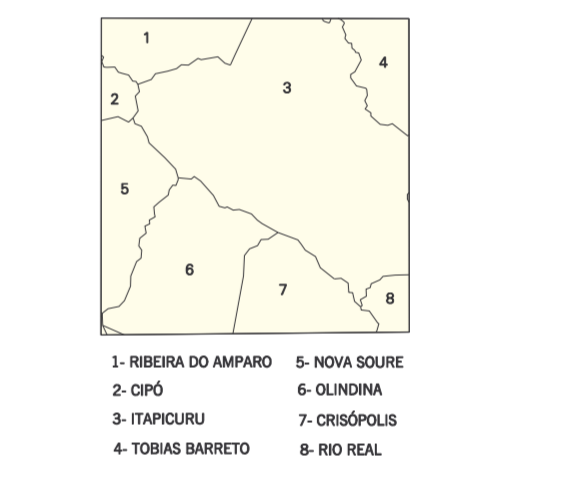 1
2
3
4
5
6
7
8
1- RIBEIRA DO AMPARO
2- CIPÓ
3- ITAPICURU
4- TOBIAS BARRETO
5- NOVA SOURE
6- OLINDINA
7- CRISÓPOLIS
8- RIO REAL